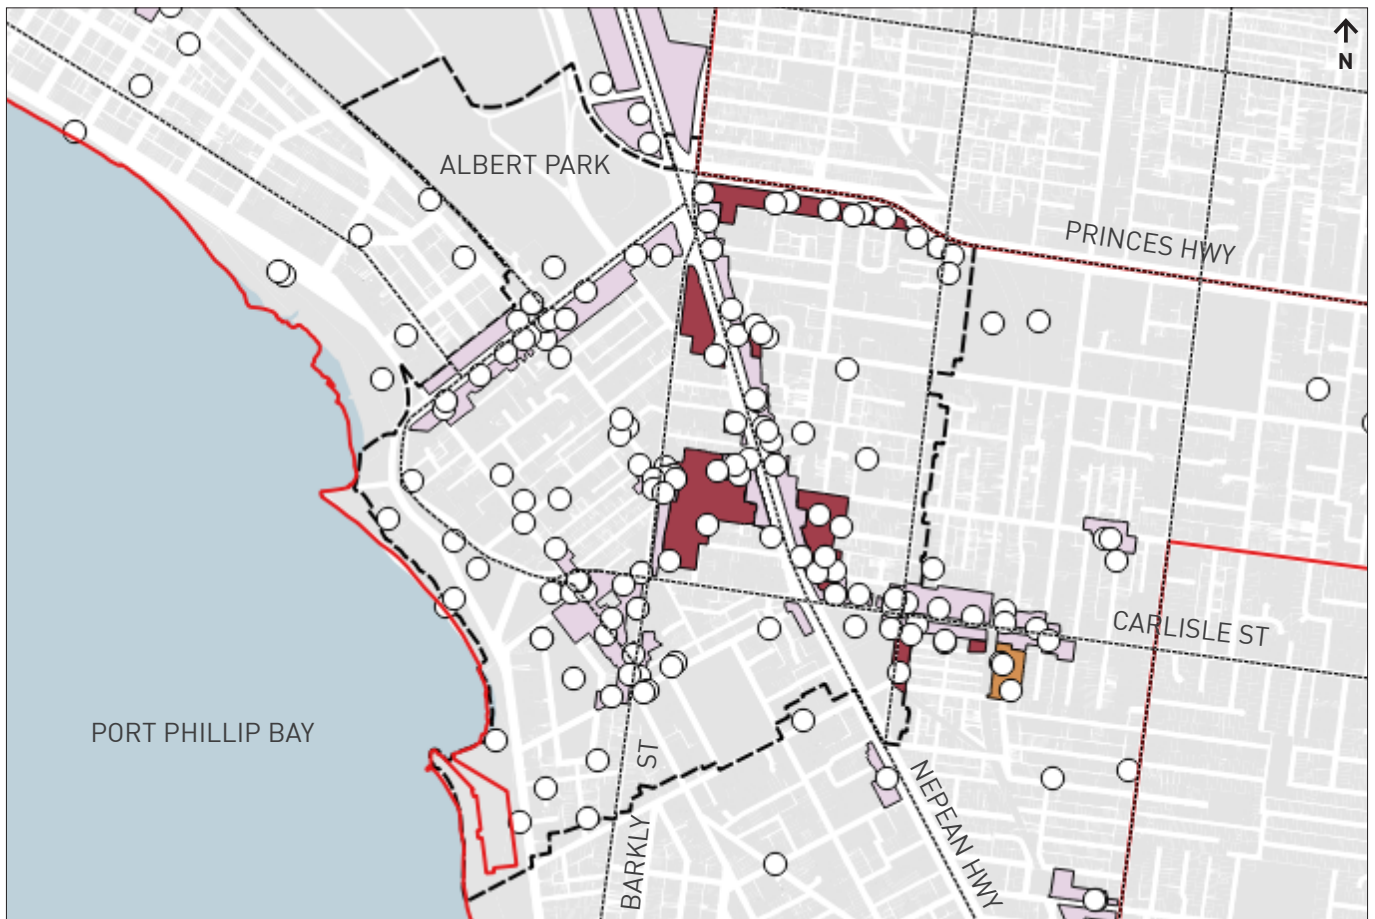 N
ALBERT PARK
PRINCES HWY
CARLISLE ST
PORT PHILLIP BAY
BARKLY ST
NEPEAN HWY